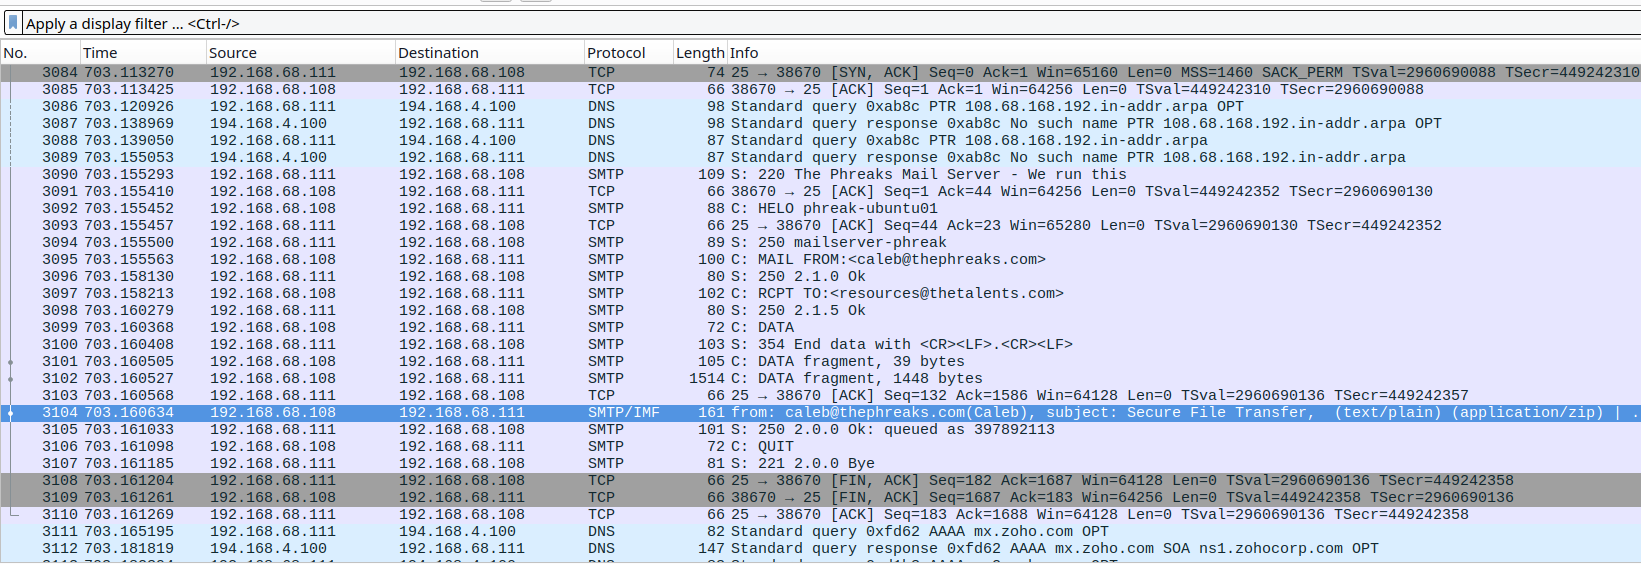 Apply a display filter ... <Ctrl-/>
No. Time Source Destination Protocol Length Info
3084 703.113270 192.168.68.111 192.168.68.108 TCP 74 25 → 38670 [SYN, ACK] Seq=0 Ack=1 Win=65160 Len=0 MSS=1460 SACK_PERM TSval=2960690088 TSecr=449242310
3085 703.113425 192.168.68.108 192.168.68.111 TCP 66 38670 → 25 [ACK] Seq=1 Ack=1 Win=64256 Len=0 TSval=449242310 TSecr=2960690088
3086 703.120926 192.168.68.111 194.168.4.100 DNS 98 Standard query 0xab8c PTR 108.68.168.192.in-addr.arpa OPT
3087 703.138969 194.168.4.100 192.168.68.111 DNS 98 Standard query response 0xab8c No such name PTR 108.68.168.192.in-addr.arpa OPT
3088 703.139050 192.168.68.111 194.168.4.100 DNS 87 Standard query 0xab8c PTR 108.68.168.192.in-addr.arpa
3089 703.155053 194.168.4.100 192.168.68.111 DNS 87 Standard query response 0xab8c No such name PTR 108.68.168.192.in-addr.arpa
3090 703.155293 192.168.68.111 192.168.68.108 SMTP 109 S: 220 The Phreaks Mail Server - We run this
3091 703.155410 192.168.68.108 192.168.68.111 TCP 66 38670 → 25 [ACK] Seq=1 Ack=44 Win=64256 Len=0 TSval=449242352 TSecr=2960690130
3092 703.155452 192.168.68.108 192.168.68.111 SMTP 88 C: HELO phreak-ubuntu01
3093 703.155457 192.168.68.111 192.168.68.108 TCP 66 25 → 38670 [ACK] Seq=44 Ack=23 Win=65280 Len=0 TSval=2960690130 TSecr=449242352
3094 703.155500 192.168.68.111 192.168.68.108 SMTP 89 S: 250 mailserver-phreak
3095 703.155563 192.168.68.108 192.168.68.111 SMTP 100 C: MAIL FROM:<caleb@thephreaks.com>
3096 703.158130 192.168.68.111 192.168.68.108 SMTP 80 S: 250 2.1.0 Ok
3097 703.158213 192.168.68.108 192.168.68.111 SMTP 102 C: RCPT TO:<resources@thetalents.com>
3098 703.160279 192.168.68.111 192.168.68.108 SMTP 80 S: 250 2.1.5 Ok
3099 703.160368 192.168.68.108 192.168.68.111 SMTP 72 C: DATA
3100 703.160408 192.168.68.111 192.168.68.108 SMTP 103 S: 354 End data with <CR><LF>.<CR><LF>
3101 703.160505 192.168.68.108 192.168.68.111 SMTP 105 C: DATA fragment, 39 bytes
3102 703.160527 192.168.68.108 192.168.68.111 SMTP 1514 C: DATA fragment, 1448 bytes
3103 703.160568 192.168.68.111 192.168.68.108 TCP 66 25 → 38670 [ACK] Seq=132 Ack=1586 Win=64128 Len=0 TSval=2960690136 TSecr=449242357
3104 703.160634 192.168.68.108 192.168.68.111 SMTP/IMF 161 from: caleb@thephreaks.com(Caleb), subject: Secure File Transfer,  (text/plain) (application/zip) | .
3105 703.161033 192.168.68.111 192.168.68.108 SMTP 101 S: 250 2.0.0 Ok: queued as 397892113
3106 703.161098 192.168.68.108 192.168.68.111 SMTP 72 C: QUIT
3107 703.161185 192.168.68.111 192.168.68.108 SMTP 81 S: 221 2.0.0 Bye
3108 703.161204 192.168.68.111 192.168.68.108 TCP 66 25 → 38670 [FIN, ACK] Seq=182 Ack=1687 Win=64128 Len=0 TSval=2960690136 TSecr=449242358
3109 703.161261 192.168.68.108 192.168.68.111 TCP 66 38670 → 25 [FIN, ACK] Seq=1687 Ack=183 Win=64256 Len=0 TSval=449242358 TSecr=2960690136
3110 703.161269 192.168.68.111 192.168.68.108 TCP 66 25 → 38670 [ACK] Seq=183 Ack=1688 Win=64128 Len=0 TSval=2960690136 TSecr=449242358
3111 703.165195 192.168.68.111 194.168.4.100 DNS 82 Standard query 0xfd62 AAAA mx.zoho.com OPT
3112 703.181819 194.168.4.100 192.168.68.111 DNS 147 Standard query response 0xfd62 AAAA mx.zoho.com SOA ns1.zohocorp.com OPT